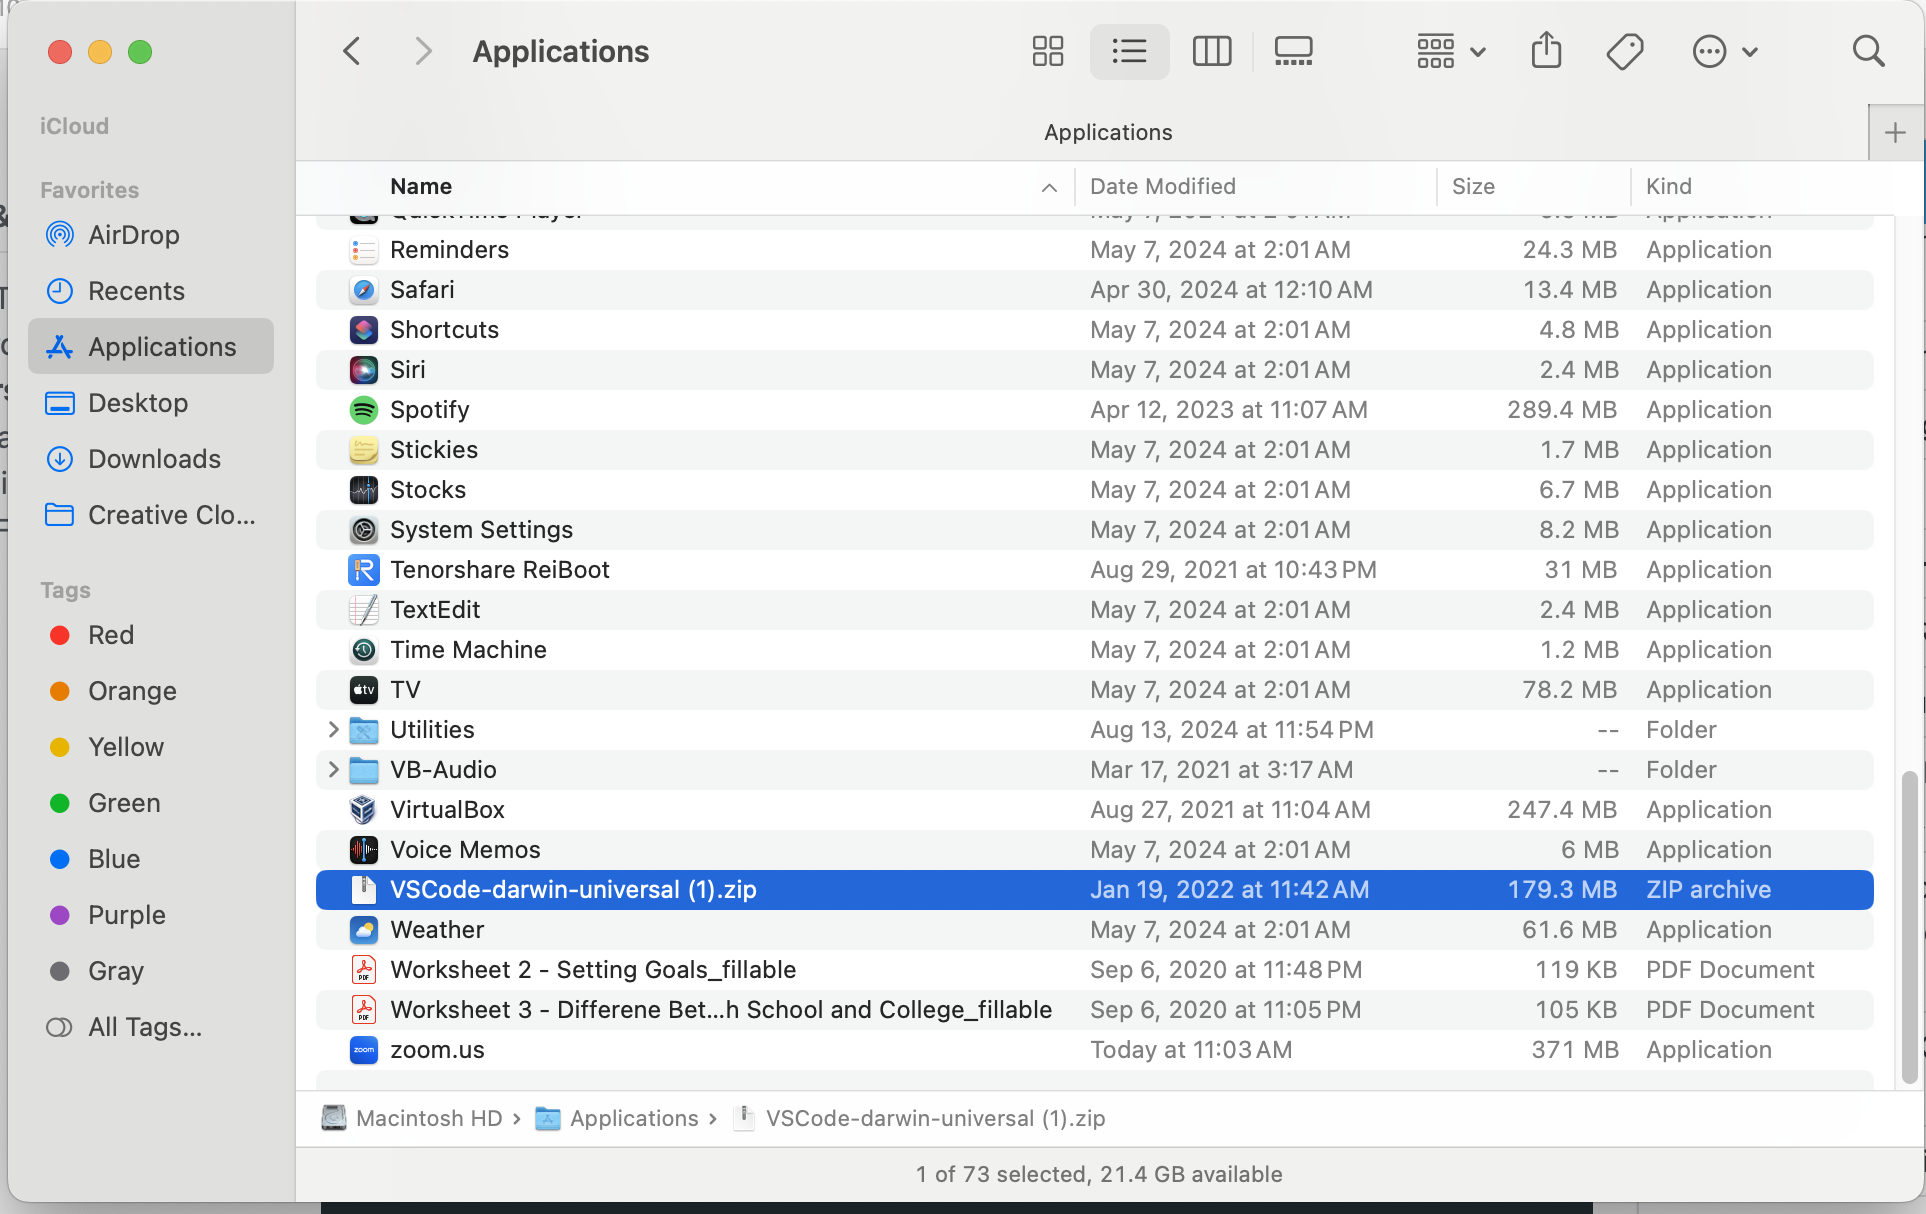 Applications
iCloud
Favorites
AirDrop
Recents
Applications
Desktop
Downloads
Creative Clo...
Tags
Red
Orange
Yellow
Green
Blue
Purple
Gray
All Tags...
Applications
Name Date Modified Size Kind
QuickTime Player May 7, 2024 at 2:01 AM MB Application
Reminders May 7, 2024 at 2:01 AM 24.3 MB Application
Safari Apr 30, 2024 at 12:10 AM 13.4 MB Application
Shortcuts May 7, 2024 at 2:01 AM 4.8 MB Application
Siri May 7, 2024 at 2:01 AM 2.4 MB Application
Spotify Apr 12, 2023 at 11:07 AM 289.4 MB Application
Stickies May 7, 2024 at 2:01 AM 1.7 MB Application
Stocks May 7, 2024 at 2:01 AM 6.7 MB Application
System Settings May 7, 2024 at 2:01 AM 8.2 MB Application
Tenorshare ReiBoot Aug 29, 2021 at 10:43 PM 31 MB Application
TextEdit May 7, 2024 at 2:01 AM 2.4 MB Application
Time Machine May 7, 2024 at 2:01 AM 1.2 MB Application
TV May 7, 2024 at 2:01 AM 78.2 MB Application
Utilities Aug 13, 2024 at 11:54 PM -- Folder
VB-Audio Mar 17, 2021 at 3:17 AM -- Folder
VirtualBox Aug 27, 2021 at 11:04 AM 247.4 MB Application
Voice Memos May 7, 2024 at 2:01 AM 6 MB Application
VSCode-darwin-universal (1).zip Jan 19, 2022 at 11:42 AM 179.3 MB ZIP archive
Weather May 7, 2024 at 2:01 AM 61.6 MB Application
Worksheet 2 - Setting Goals_fillable Sep 6, 2020 at 11:48 PM 119 KB PDF Document
Worksheet 3 - Differene Bet...h School and College_fillable Sep 6, 2020 at 11:05 PM 105 KB PDF Document
zoom.us Today at 11:03 AM 371 MB Application
Macintosh HD › Applications › VSCode-darwin-universal (1).zip
1 of 73 selected, 21.4 GB available